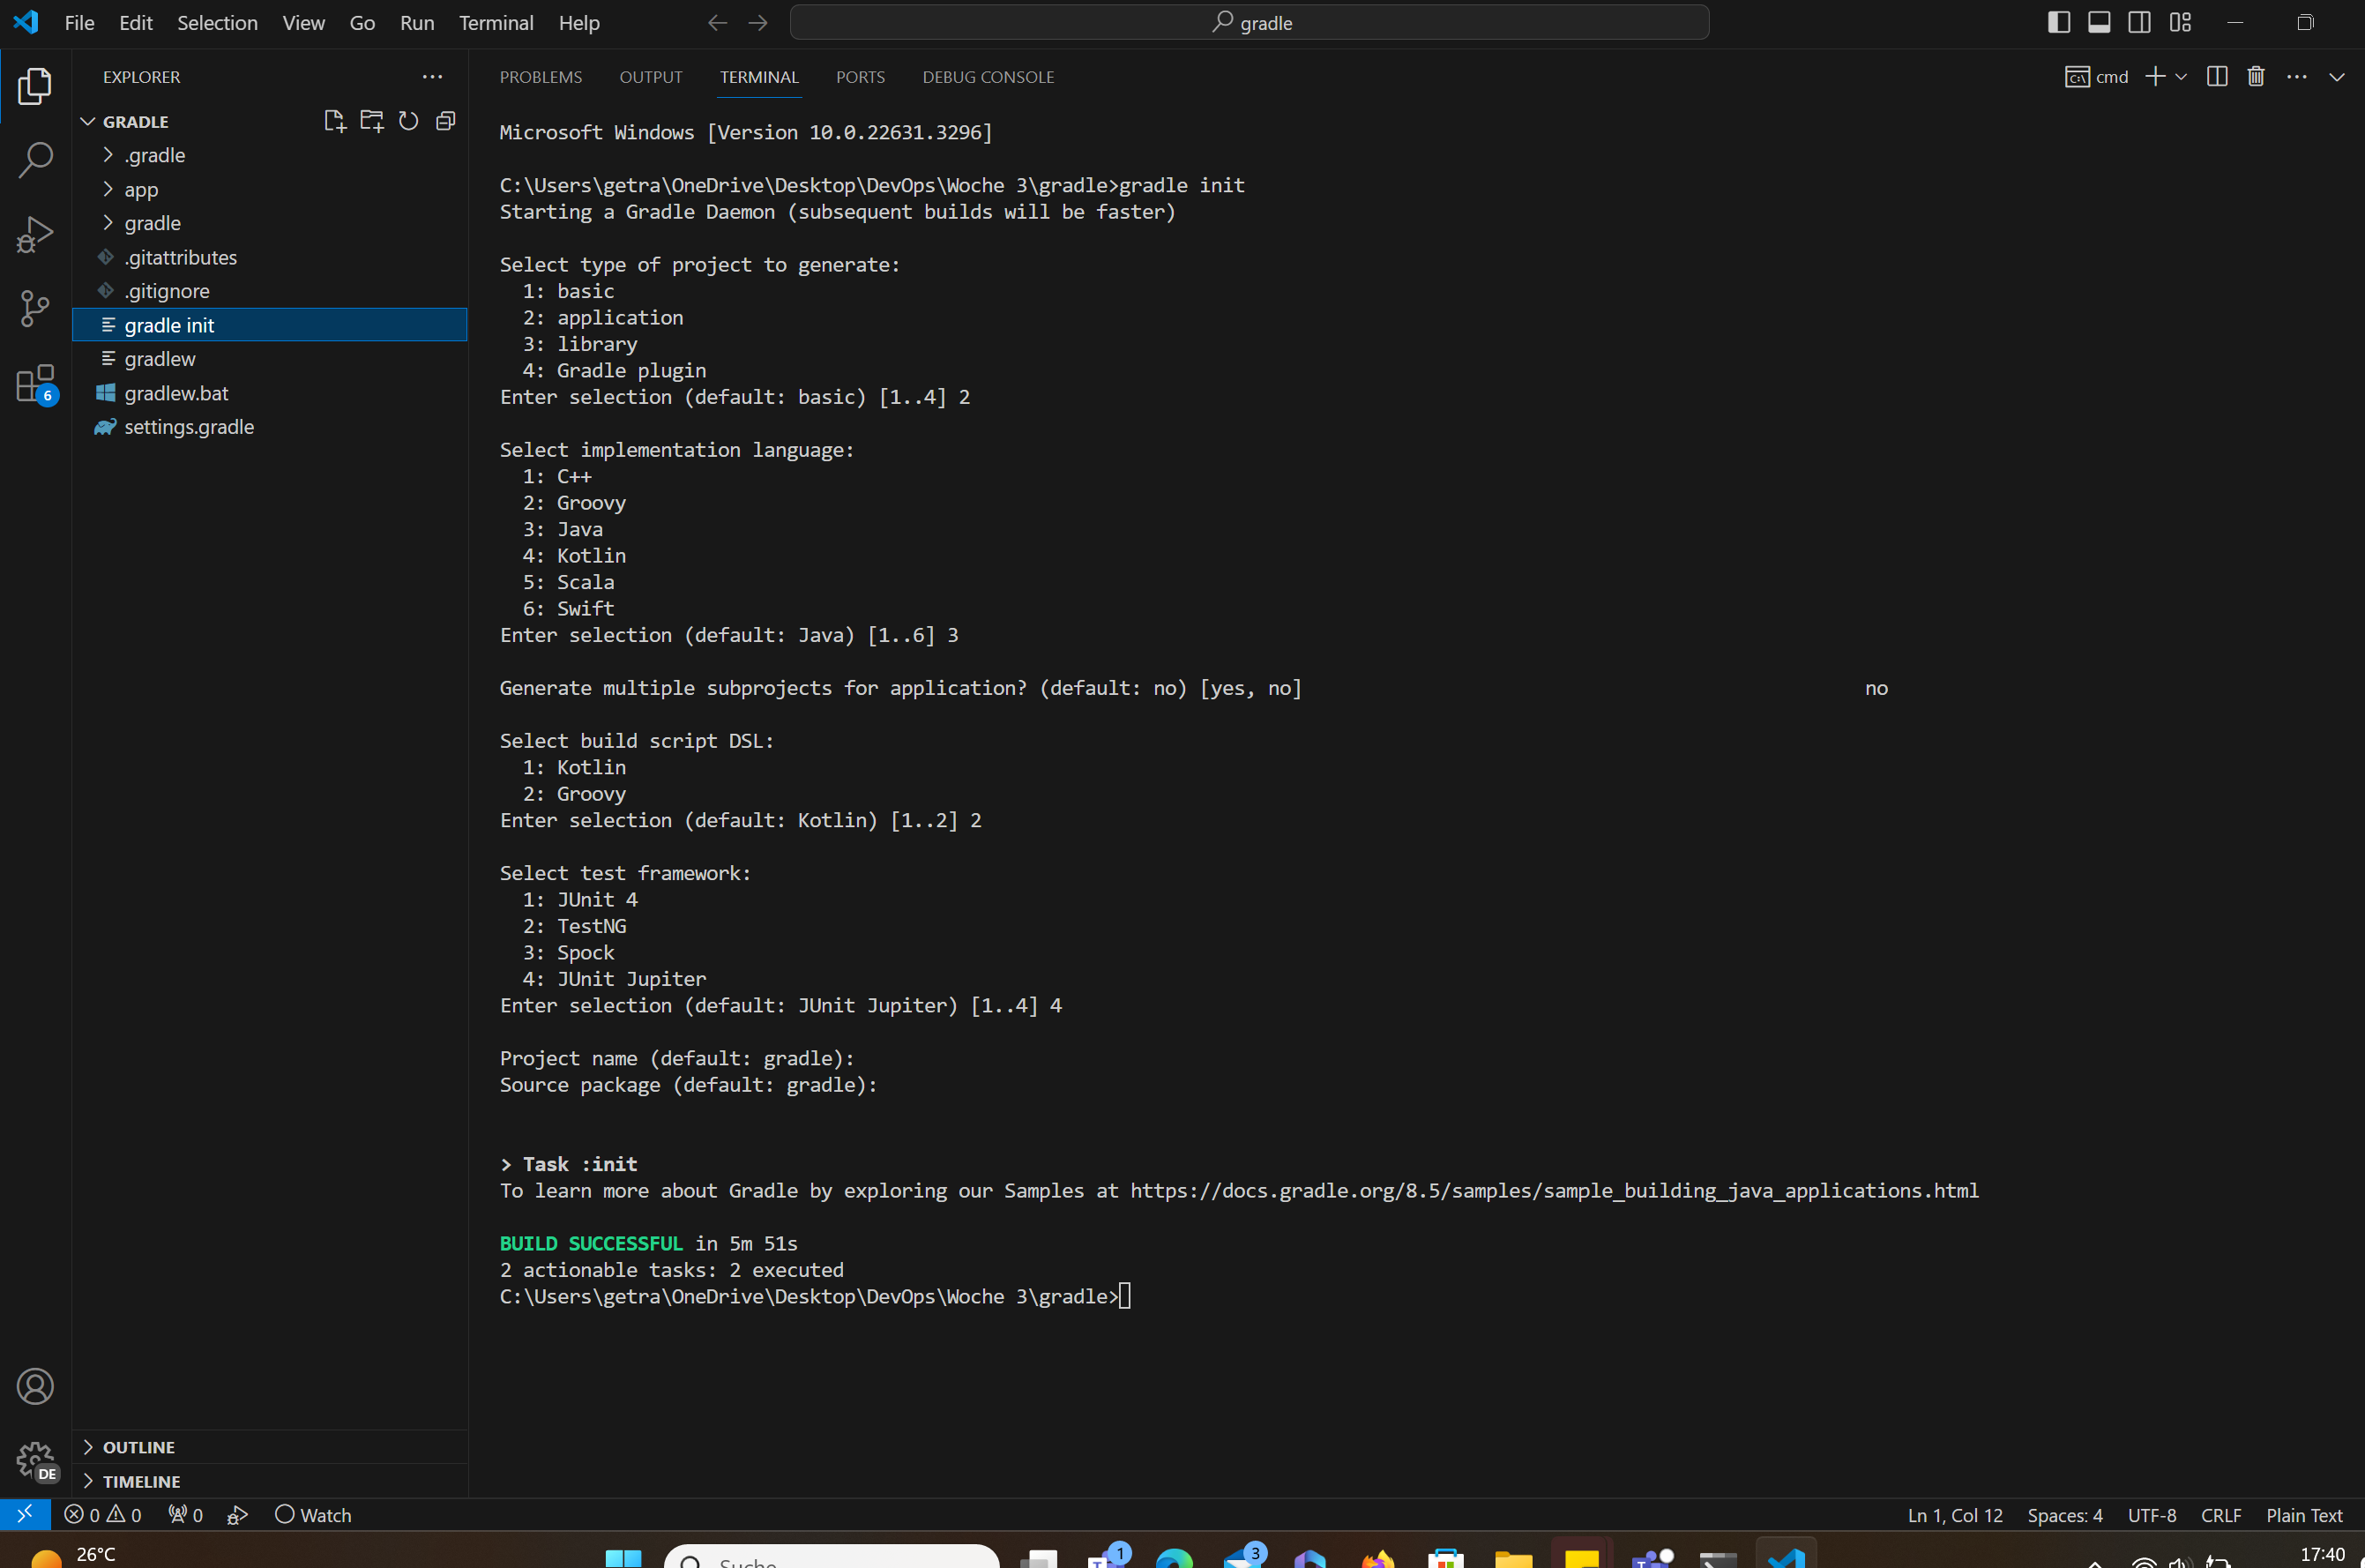 File Edit Selection View Go Run Terminal Help
gradle
EXPLORER
GRADLE
.gradle
app
gradle
.gitattributes
.gitignore
gradle init
gradlew
gradlew.bat
settings.gradle
6
OUTLINE
TIMELINE
DE
PROBLEMS OUTPUT TERMINAL PORTS DEBUG CONSOLE
cmd
Microsoft Windows [Version 10.0.22631.3296]
C:\Users\getra\OneDrive\Desktop\DevOps\Woche 3\gradle>gradle init
Starting a Gradle Daemon (subsequent builds will be faster)
Select type of project to generate:
1: basic
2: application
3: library
4: Gradle plugin
Enter selection (default: basic) [1..4] 2
Select implementation language:
1: C++
2: Groovy
3: Java
4: Kotlin
5: Scala
6: Swift
Enter selection (default: Java) [1..6] 3
Generate multiple subprojects for application? (default: no) [yes, no] no
Select build script DSL:
1: Kotlin
2: Groovy
Enter selection (default: Kotlin) [1..2] 2
Select test framework:
1: JUnit 4
2: TestNG
3: Spock
4: JUnit Jupiter
Enter selection (default: JUnit Jupiter) [1..4] 4
Project name (default: gradle):
Source package (default: gradle):
> Task :init
To learn more about Gradle by exploring our Samples at https://docs.gradle.org/8.5/samples/sample_building_java_applications.html
BUILD SUCCESSFUL in 5m 51s
2 actionable tasks: 2 executed
C:\Users\getra\OneDrive\Desktop\DevOps\Woche 3\gradle>
0 0 0 Watch
Ln 1, Col 12 Spaces: 4 UTF-8 CRLF Plain Text
26°C
Suche
1
3
17:40